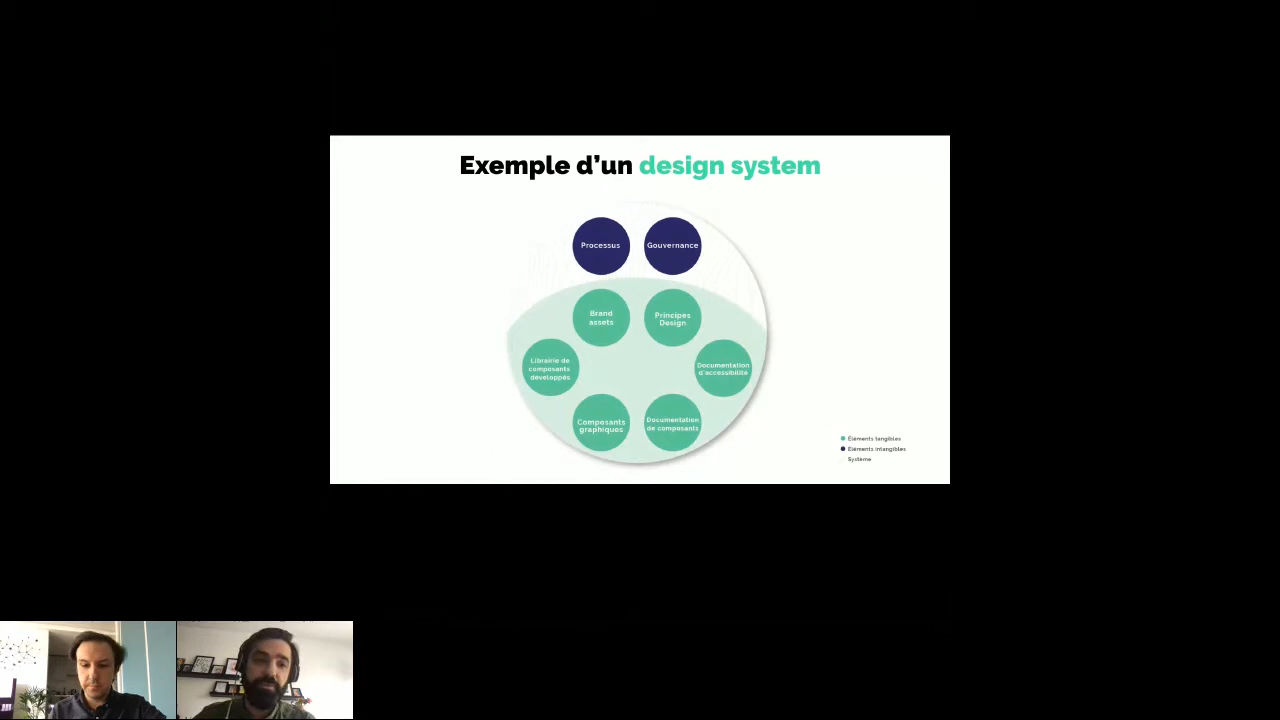 Exemple d'un design system
Processus
Gouvernance
Brand
assets
Principes
Design
Librairie de
composants
développés
Documentation
d'accessibilité
Composants
graphiques
Documentation
de composants
Éléments tangibles
Éléments intangibles
Système